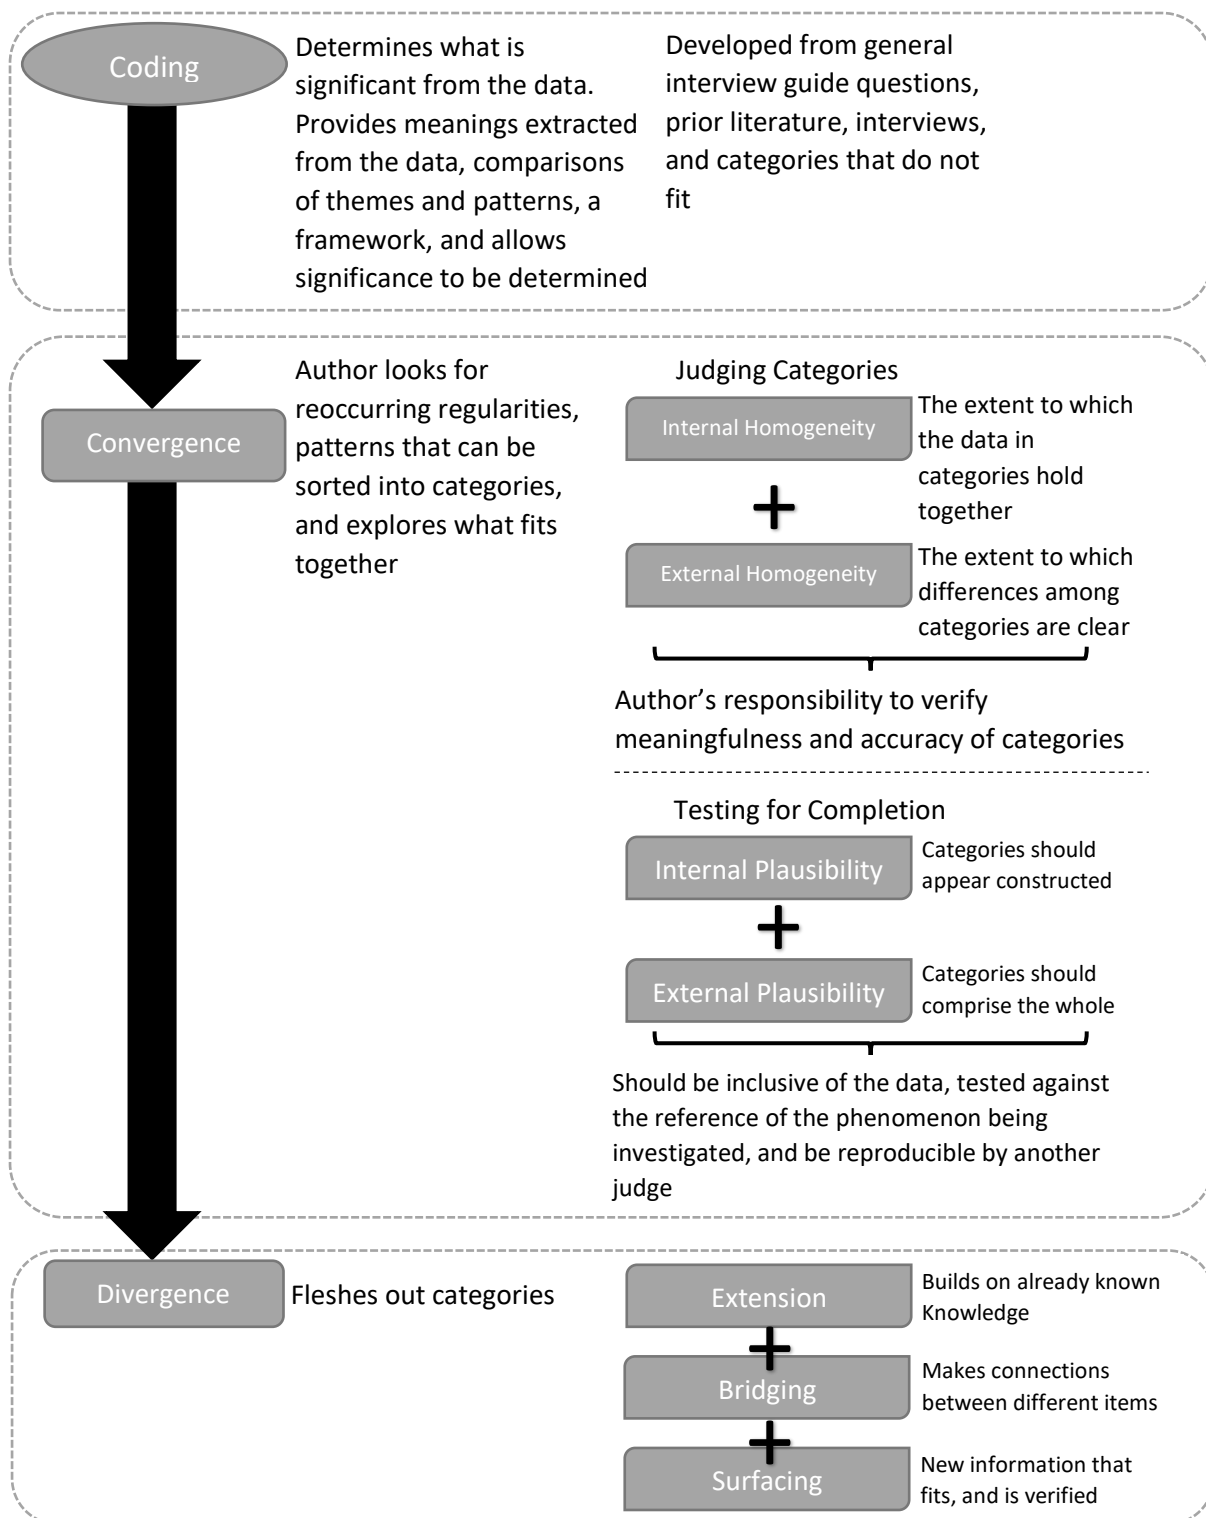 Coding
Determines what is
significant from the data.
Provides meanings extracted
from the data, comparisons
of themes and patterns, a
framework, and allows
significance to be determined
Developed from general
interview guide questions,
prior literature, interviews,
and categories that do not
fit
Convergence
Author looks for
reoccurring regularities,
patterns that can be
sorted into categories,
and explores what fits
together
Judging Categories
Internal Homogeneity
The extent to which
the data in
categories hold
together
External Homogeneity
The extent to which
differences among
categories are clear
Author’s responsibility to verify
meaningfulness and accuracy of categories
Testing for Completion
Internal Plausibility
Categories should
appear constructed
External Plausibility
Categories should
comprise the whole
Should be inclusive of the data, tested against
the reference of the phenomenon being
investigated, and be reproducible by another
judge
Divergence
Fleshes out categories
Extension
Builds on already known
Knowledge
Bridging
Makes connections
between different items
Surfacing
New information that
fits, and is verified